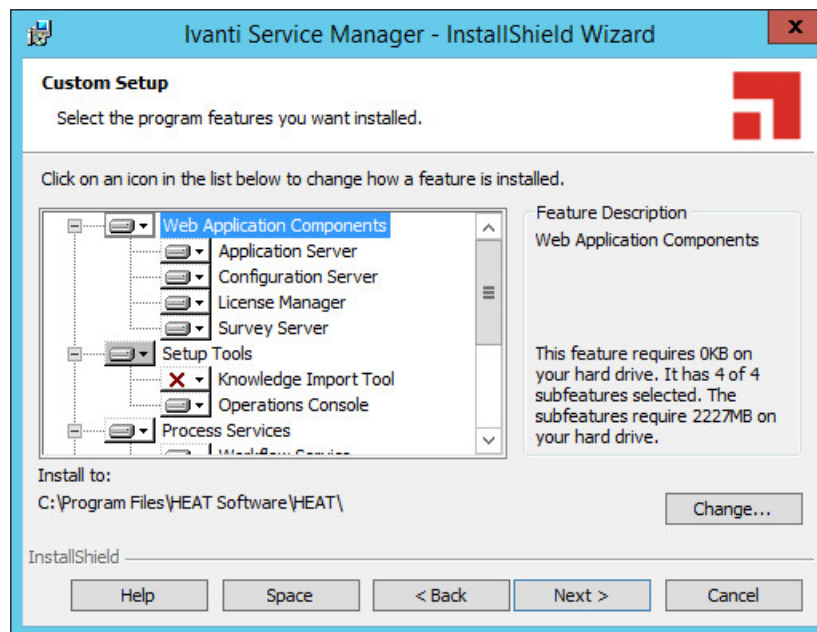 Ivanti Service Manager - InstallShield Wizard
Custom Setup
Select the program features you want installed.
Click on an icon in the list below to change how a feature is installed.
Web Application Components
Application Server
Configuration Server
License Manager
Survey Server
Setup Tools
Knowledge Import Tool
Operations Console
Process Services
Workflow Service
Feature Description
Web Application Components
This feature requires 0KB on
your hard drive. It has 4 of 4
subfeatures selected. The
subfeatures require 2227MB on
your hard drive.
Install to:
C:\Program Files\HEAT Software\HEAT\
Change...
InstallShield
Help
Space
< Back
Next >
Cancel